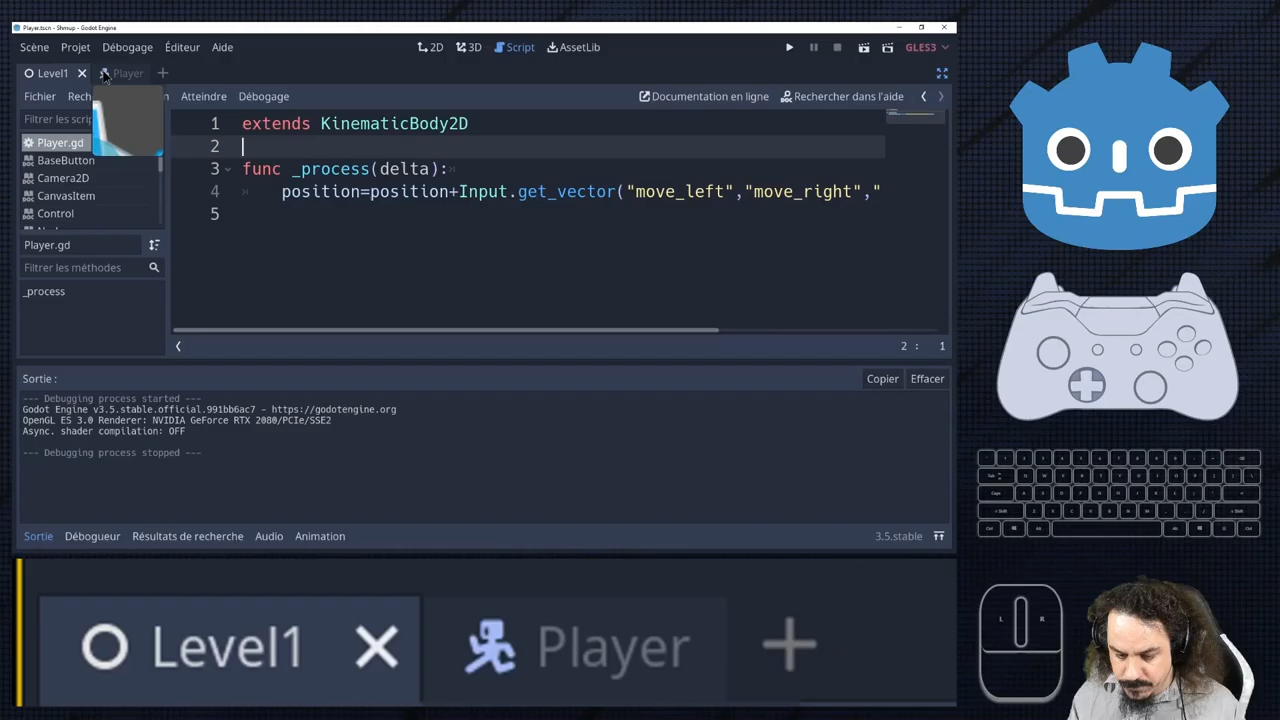 Player.tscn - Shmup - Godot Engine
Scène Projet Débogage Éditeur Aide 2D 3D Script AssetLib GLES3
Level1 Player
Fichier Rech Atteindre Débogage Documentation en ligne Rechercher dans l'aide
Filtrer les scri
Player.gd
BaseButton
Camera2D
CanvasItem
Control
Player.gd
Filtrer les méthodes
_process
1 extends KinematicBody2D
2
3 func _process(delta):
4 position=position+Input.get_vector("move_left","move_right","
5
2 : 1
Sortie : Copier Effacer
--- Debugging process started ---
Godot Engine v3.5.stable.official.991bb6ac7 - https://godotengine.org
OpenGL ES 3.0 Renderer: NVIDIA GeForce RTX 2080/PCIe/SSE2
Async. shader compilation: OFF
--- Debugging process stopped ---
Sortie Débogueur Résultats de recherche Audio Animation 3.5.stable
Level1 Player
L R